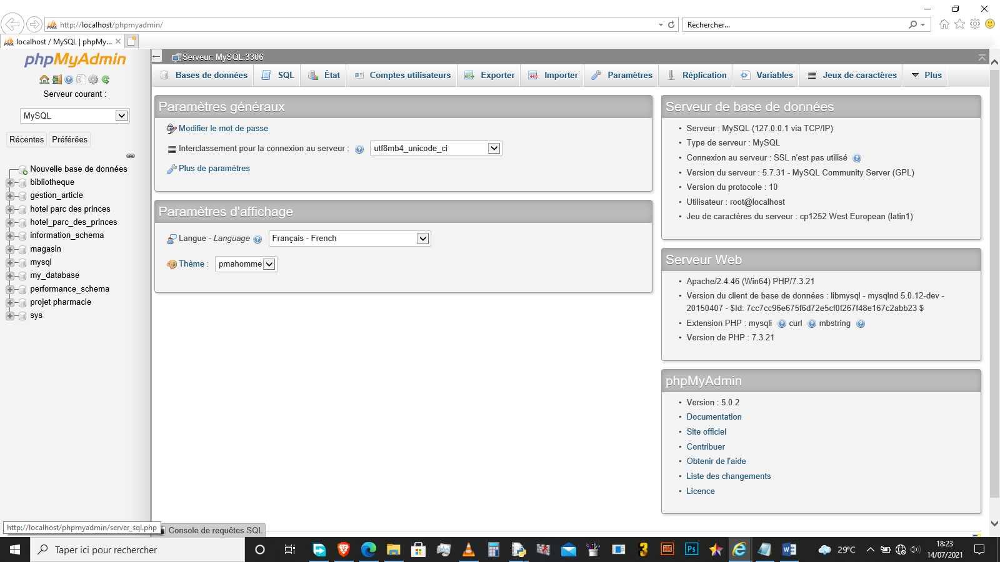 http://localhost/phpmyadmin/
Rechercher...
localhost / MySQL | phpMy...
phpMyAdmin
Serveur courant :
MySQL
Récentes
Préférées
Nouvelle base de données
bibliotheque
gestion_article
hotel parc des princes
hotel_parc_des_princes
information_schema
magasin
mysql
my_database
performance_schema
projet pharmacie
sys
http://localhost/phpmyadmin/server_sql.php
Serveur: MySQL:3306
Bases de données
SQL
État
Comptes utilisateurs
Exporter
Importer
Paramètres
Réplication
Variables
Jeux de caractères
Plus
Paramètres généraux
Modifier le mot de passe
Interclassement pour la connexion au serveur :
utf8mb4_unicode_ci
Plus de paramètres
Paramètres d'affichage
Langue - Language
Français - French
Thème :
pmahomme
Serveur de base de données
• Serveur : MySQL (127.0.0.1 via TCP/IP)
• Type de serveur : MySQL
• Connexion au serveur : SSL n'est pas utilisé
• Version du serveur : 5.7.31 - MySQL Community Server (GPL)
• Version du protocole : 10
• Utilisateur : root@localhost
• Jeu de caractères du serveur : cp1252 West European (latin1)
Serveur Web
• Apache/2.4.46 (Win64) PHP/7.3.21
• Version du client de base de données : libmysql - mysqlnd 5.0.12-dev -
20150407 - $Id: 7cc7cc96e675f6d72e5cf0f267f48e167c2abb23 $
• Extension PHP : mysqli curl mbstring
• Version de PHP : 7.3.21
phpMyAdmin
• Version : 5.0.2
• Documentation
• Site officiel
• Contribuer
• Obtenir de l'aide
• Liste des changements
• Licence
Console de requêtes SQL
Taper ici pour rechercher
29°C
18:23
14/07/2021